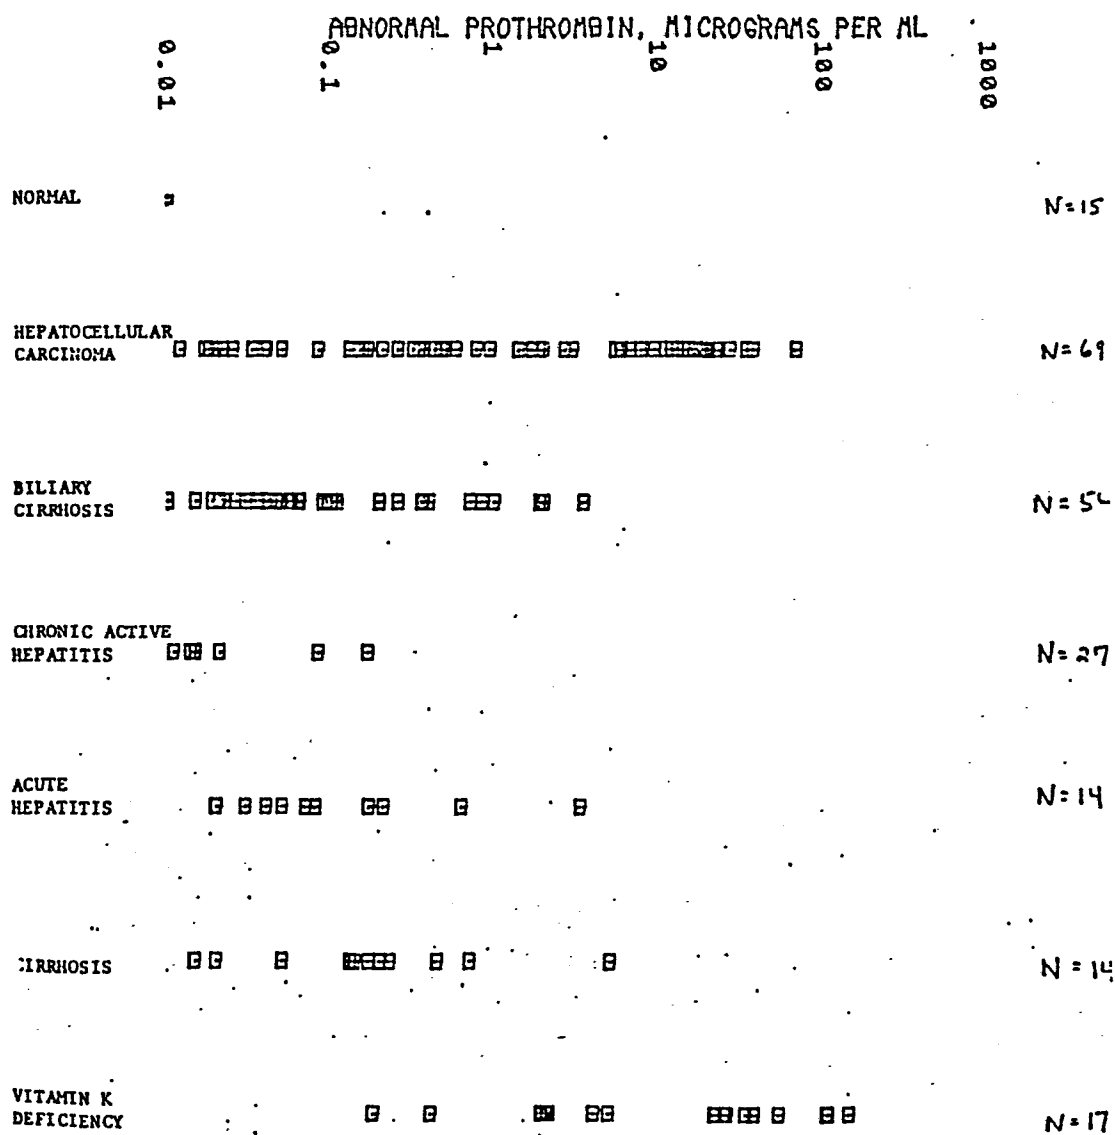 ABNORMAL PROTHROMBIN, MICROGRAMS PER ML
0.01 0.1 1 10 100 1000
NORMAL
N=15
HEPATOCELLULAR
CARCINOMA
N=69
BILIARY
CIRRHOSIS
CHRONIC ACTIVE
HEPATITIS
N=27
ACUTE
HEPATITIS
N=14
CIRRHOSIS
N=14
VITAMIN K
DEFICIENCY
N=17